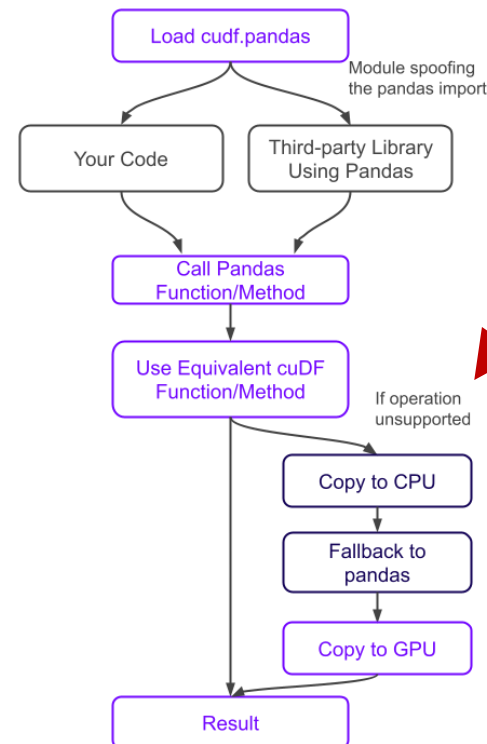 Load cudf.pandas
Module spoofing
the pandas import
Your Code
Third-party Library
Using Pandas
Call Pandas
Function/Method
Use Equivalent cuDF
Function/Method
If operation
unsupported
Copy to CPU
Fallback to
pandas
Copy to GPU
Result